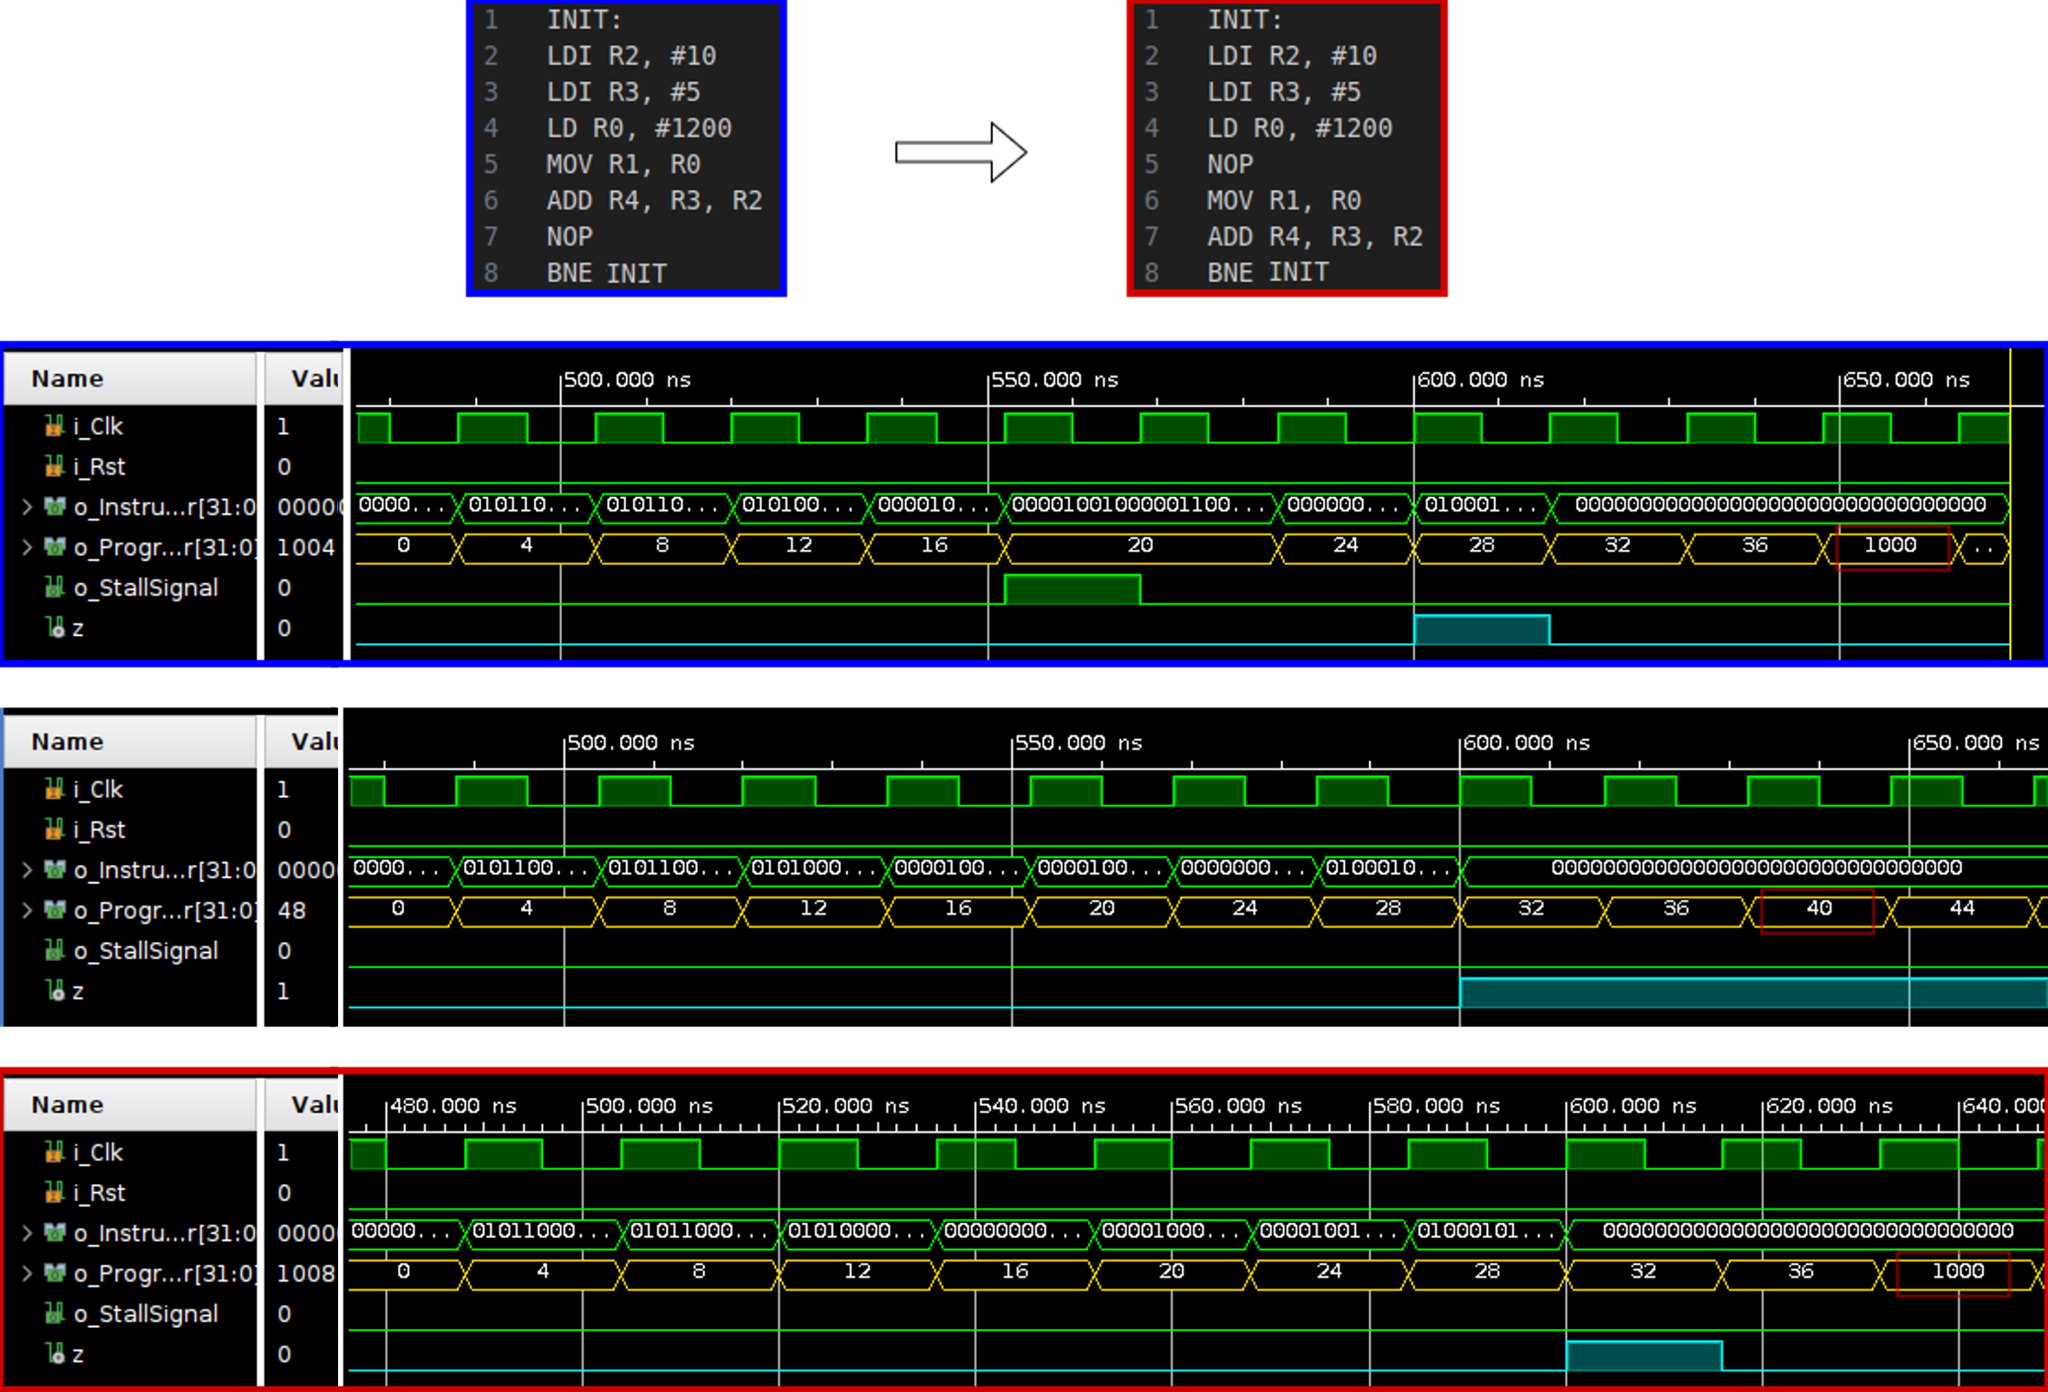 1 INIT:
2 LDI R2, #10
3 LDI R3, #5
4 LD R0, #1200
5 MOV R1, R0
6 ADD R4, R3, R2
7 NOP
8 BNE INIT
1 INIT:
2 LDI R2, #10
3 LDI R3, #5
4 LD R0, #1200
5 NOP
6 MOV R1, R0
7 ADD R4, R3, R2
8 BNE INIT
Name Valu 500.000 ns 550.000 ns 600.000 ns 650.000 ns
i_Clk 1
i_Rst 0
o_Instru...r[31:0 00000 0000... 010110... 010110... 010100... 000010... 00001001000001100... 000000... 010001... 00000000000000000000000000000000
o_Progr...r[31:0] 1004 0 4 8 12 16 20 24 28 32 36 1000 ..
o_StallSignal 0
z 0
Name Valu 500.000 ns 550.000 ns 600.000 ns 650.000 ns
i_Clk 1
i_Rst 0
o_Instru...r[31:0 0000 0000... 0101100... 0101100... 0101000... 0000100... 0000100... 0000000... 0100010... 00000000000000000000000000000000
o_Progr...r[31:0] 48 0 4 8 12 16 20 24 28 32 36 40 44
o_StallSignal 0
z 1
Name Valu 480.000 ns 500.000 ns 520.000 ns 540.000 ns 560.000 ns 580.000 ns 600.000 ns 620.000 ns 640.000
i_Clk 1
i_Rst 0
o_Instru...r[31:0 0000 00000... 01011000... 01011000... 01010000... 00000000... 00001000... 00001001... 01000101... 00000000000000000000000000000000
o_Progr...r[31:0] 1008 0 4 8 12 16 20 24 28 32 36 1000
o_StallSignal 0
z 0